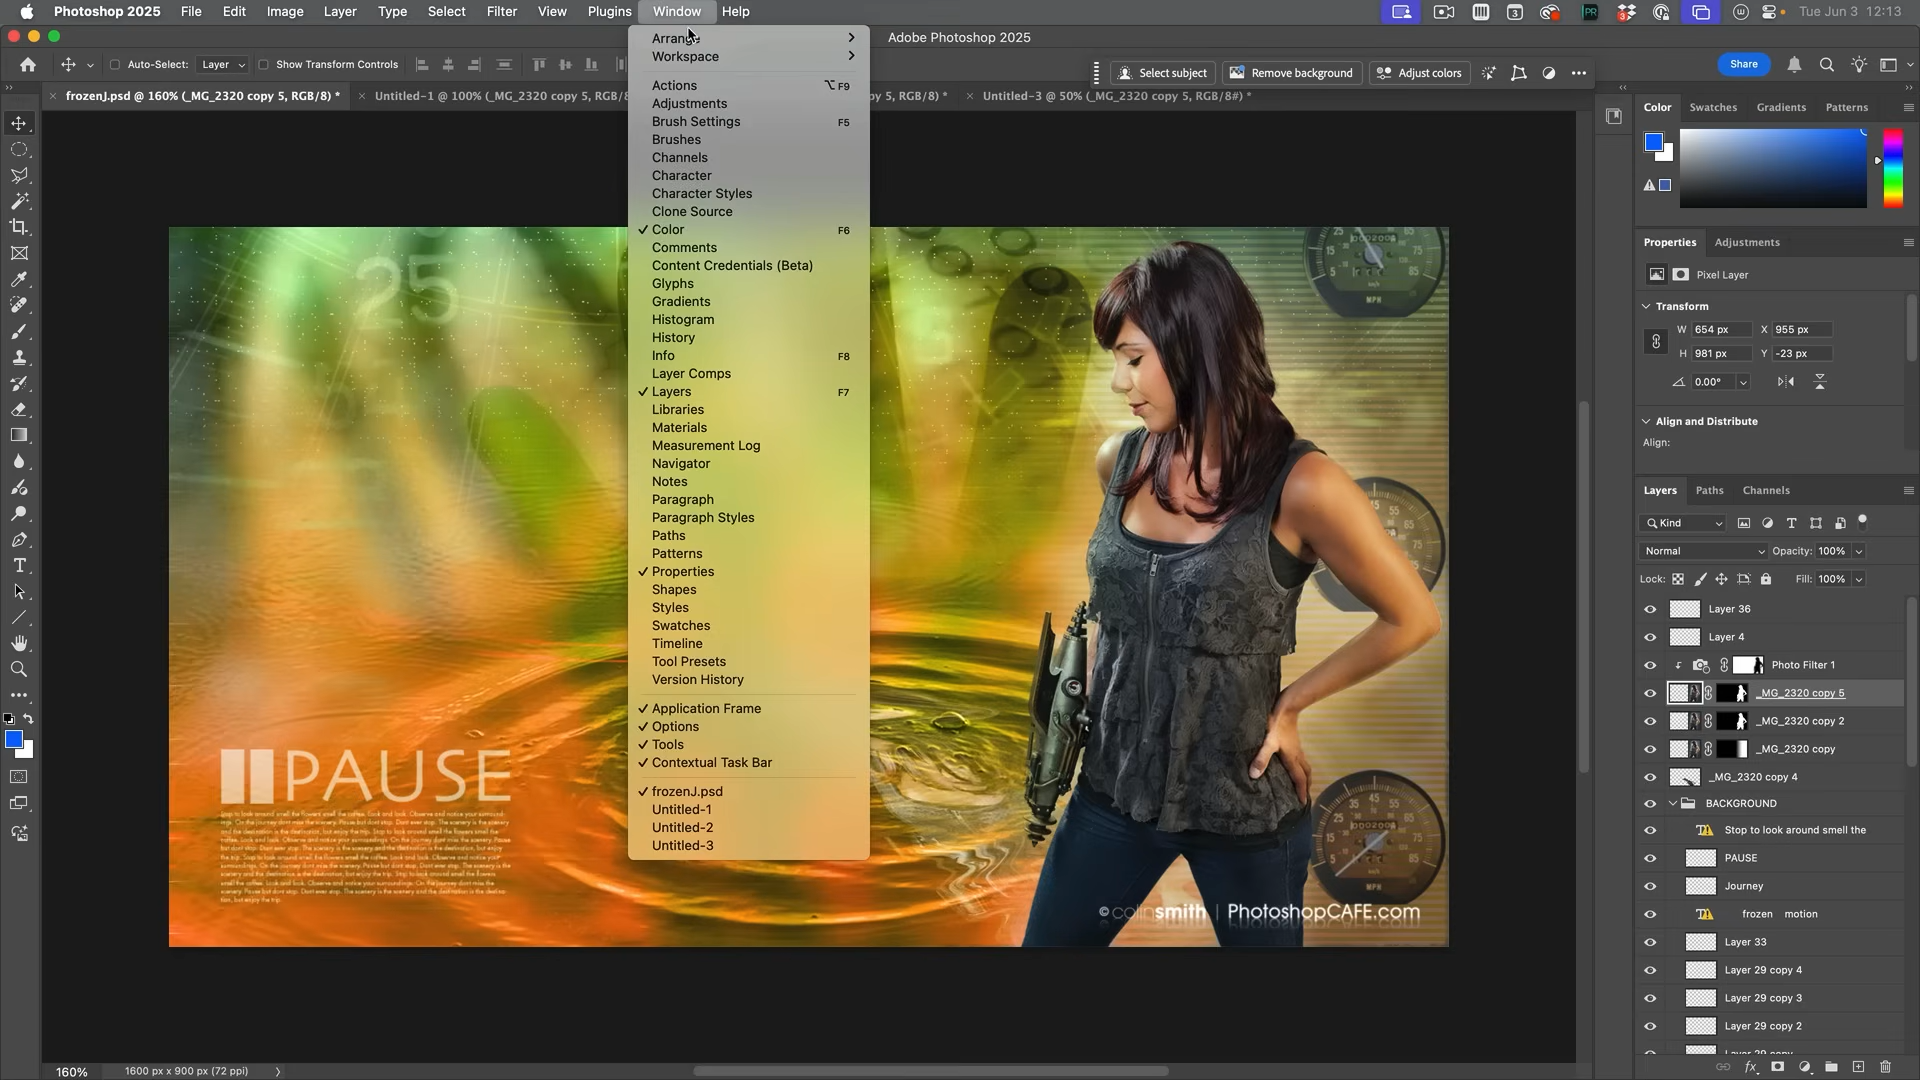 Photoshop 2025 File Edit Image Layer Type Select Filter View Plugins Window Help Tue Jun 3 12:13
Adobe Photoshop 2025
Auto-Select: Layer Show Transform Controls
Select subject Remove background Adjust colors Share
frozenJ.psd @ 160% (_MG_2320 copy 5, RGB/8) * Untitled-1 @ 100% (_MG_2320 copy 5, RGB/8 py 5, RGB/8) * Untitled-3 @ 50% (_MG_2320 copy 5, RGB/8#) *
Arrange
Workspace
Actions ⌥ F9
Adjustments
Brush Settings F5
Brushes
Channels
Character
Character Styles
Clone Source
Color F6
Comments
Content Credentials (Beta)
Glyphs
Gradients
Histogram
History
Info F8
Layer Comps
Layers F7
Libraries
Materials
Measurement Log
Navigator
Notes
Paragraph
Paragraph Styles
Paths
Patterns
Properties
Shapes
Styles
Swatches
Timeline
Tool Presets
Version History
Application Frame
Options
Tools
Contextual Task Bar
frozenJ.psd
Untitled-1
Untitled-2
Untitled-3
25
PAUSE
© colinsmith | PhotoshopCAFE.com
MPH
MPH
Color Swatches Gradients Patterns
Properties Adjustments
Pixel Layer
Transform
W 654 px X 955 px
H 981 px Y -23 px
0.00°
Align and Distribute
Align:
Layers Paths Channels
Kind
Normal Opacity: 100%
Lock: Fill: 100%
Layer 36
Layer 4
Photo Filter 1
_MG_2320 copy 5
_MG_2320 copy 2
_MG_2320 copy
_MG_2320 copy 4
BACKGROUND
Stop to look around smell the
PAUSE
Journey
frozen motion
Layer 33
Layer 29 copy 4
Layer 29 copy 3
Layer 29 copy 2
Layer 29 copy
160% 1600 px x 900 px (72 ppi)